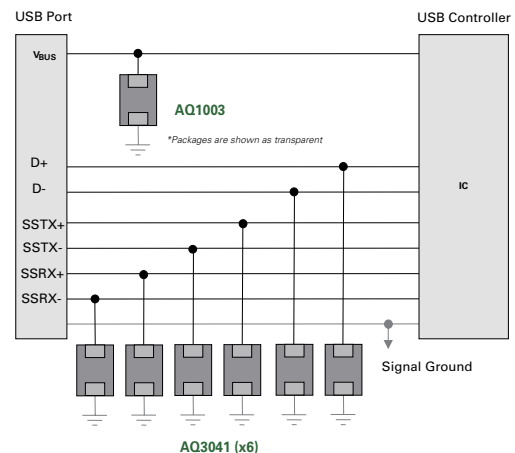 USB Port
USB Controller
VBUS
AQ1003
*Packages are shown as transparent
D+
D-
IC
SSTX+
SSTX-
SSRX+
SSRX-
Signal Ground
AQ3041 (x6)